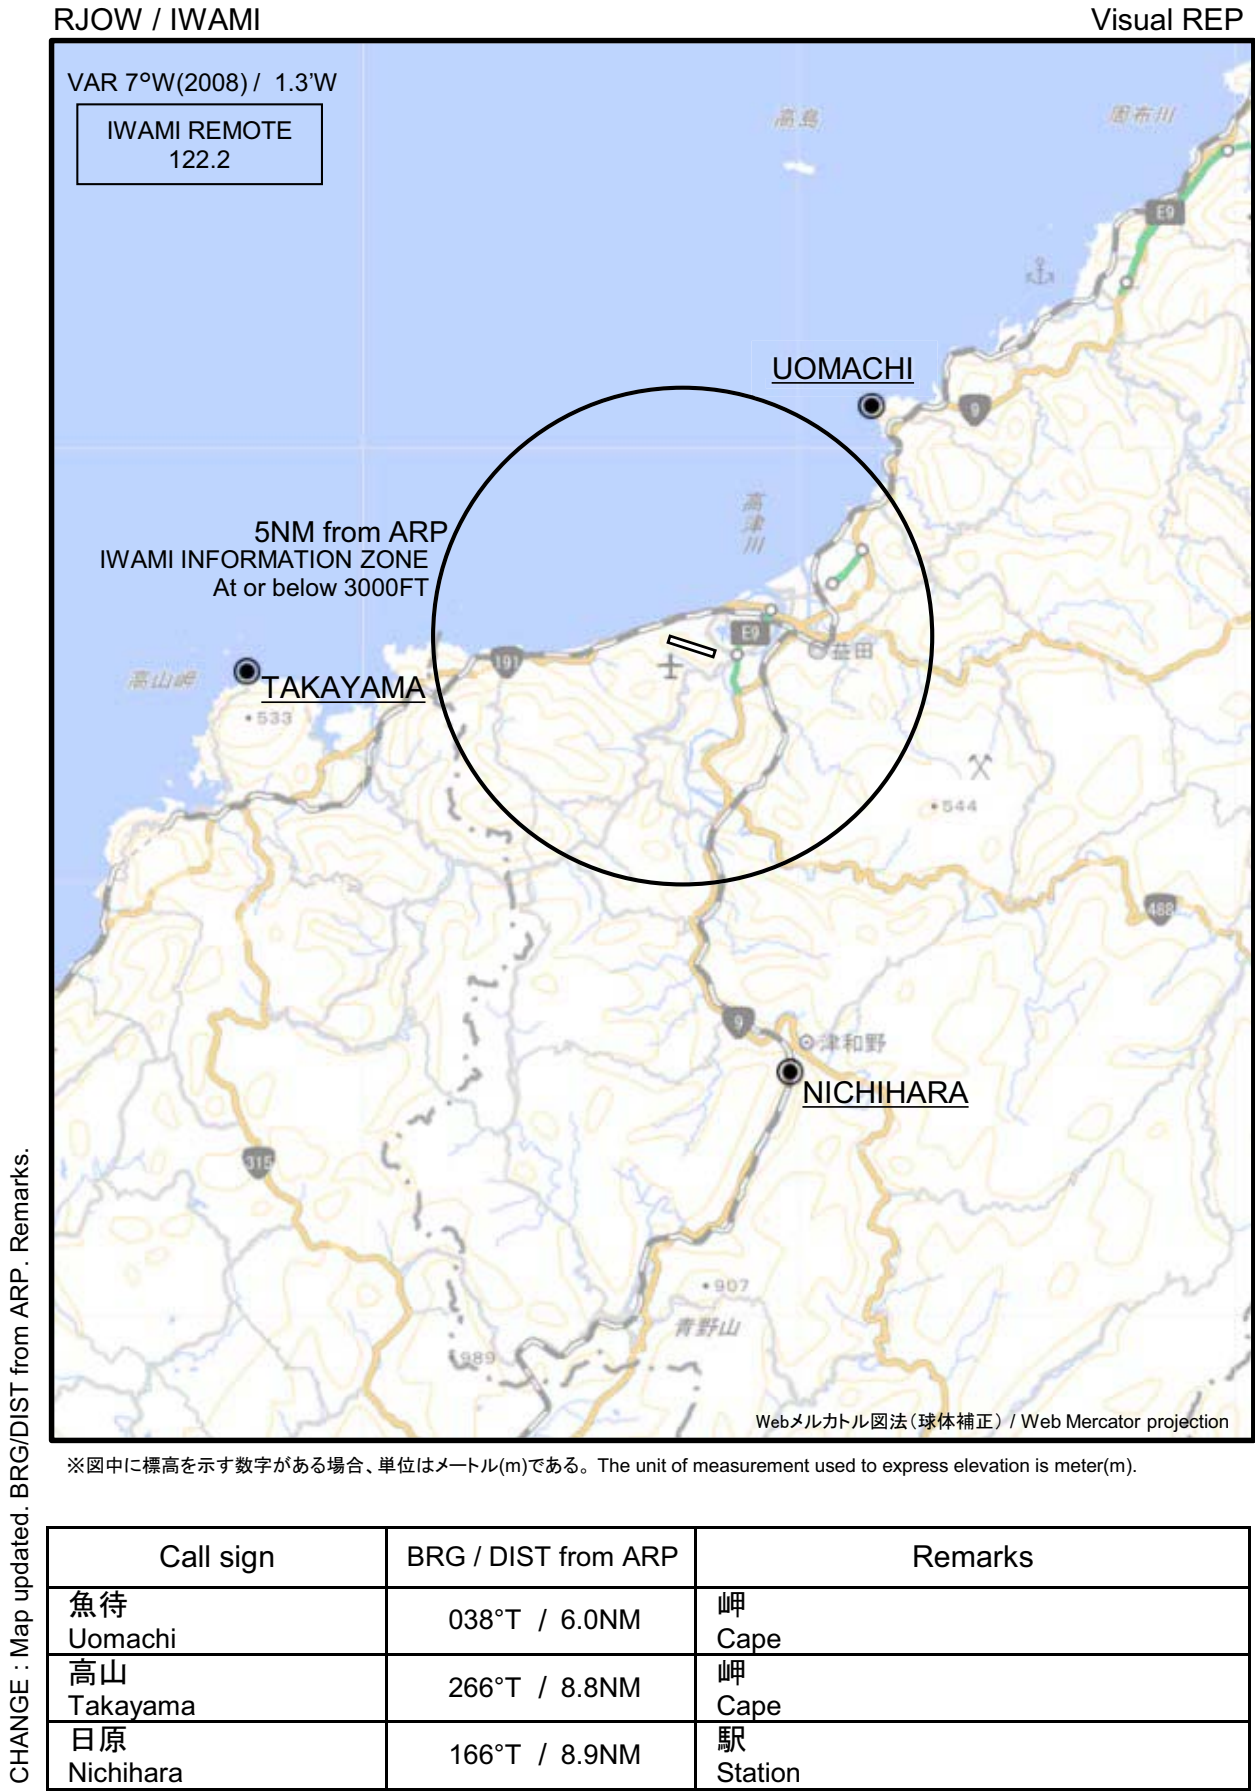 RJOW / IWAMI
Visual REP
VAR 7°W(2008) / 1.3'W
IWAMI REMOTE
122.2
高島
周布川
E9
UOMACHI
9
高津川
5NM from ARP
IWAMI INFORMATION ZONE
At or below 3000FT
E9
益田
191
高山岬
TAKAYAMA
533
544
488
9
津和野
NICHIHARA
315
907
青野山
989
Webメルカトル図法(球体補正) / Web Mercator projection
※図中に標高を示す数字がある場合、単位はメートル(m)である。 The unit of measurement used to express elevation is meter(m).
CHANGE : Map updated. BRG/DIST from ARP. Remarks.
Call sign BRG / DIST from ARP Remarks
魚待
Uomachi
038°T / 6.0NM
岬
Cape
高山
Takayama
266°T / 8.8NM
岬
Cape
日原
Nichihara
166°T / 8.9NM
駅
Station